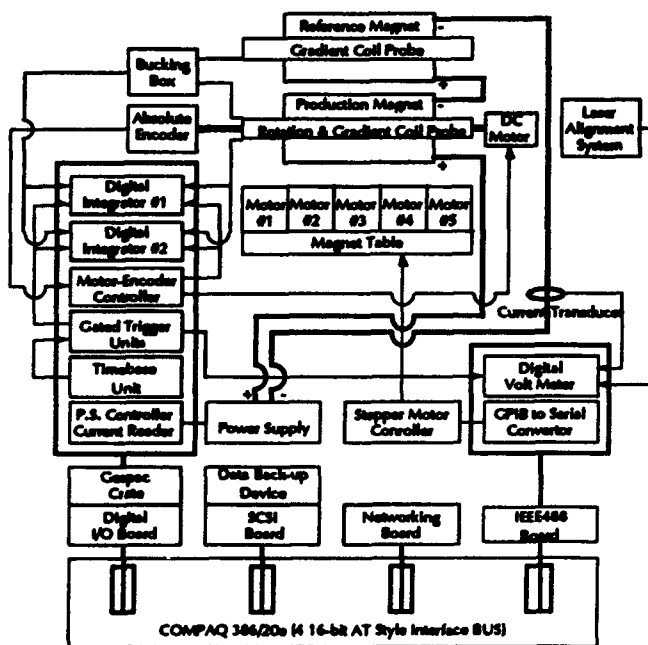 Reference Magnet
Gradient Coil Probe
Bucking
Box
Production Magnet
Absolute
Encoder
Rotation & Gradient Coil Probe
DC
Motor
Laser
Alignment
System
Digital
Integrator #1
Motor Motor Motor Motor Motor
#1 #2 #3 #4 #5
Magnet Table
Digital
Integrator #2
Motor-Encoder
Controller
Current Transducer
Gated Trigger
Units
Digital
Volt Meter
Timebase
Unit
P.S. Controller
Current Reader
Power Supply
Stepper Motor
Conroller
GPIB to Serial
Convertor
Gespec
Crate
Data Back-up
Device
Digital
I/O Board
SCSI
Board
Networking
Board
IEEE488
Board
COMPAQ 386/20e (4 16-bit AT Style Interface BUS)
+
-
+
-
+
-